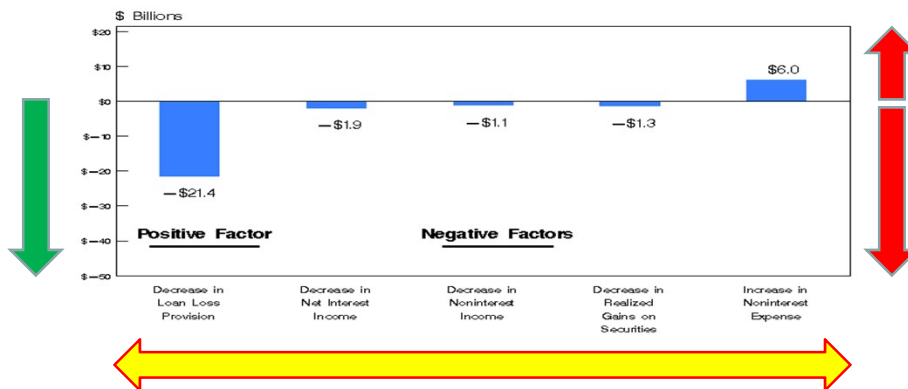 $ Billions
$20
$10
$0
$−10
$−20
$−30
$−40
$−50
−$21.4
−$1.9
−$1.1
−$1.3
$6.0
Positive Factor
Negative Factors
Decrease in
Loan Loss
Provision
Decrease in
Net Interest
Income
Decrease in
Noninterest
Income
Decrease in
Realized
Gains on
Securities
Increase in
Noninterest
Expense